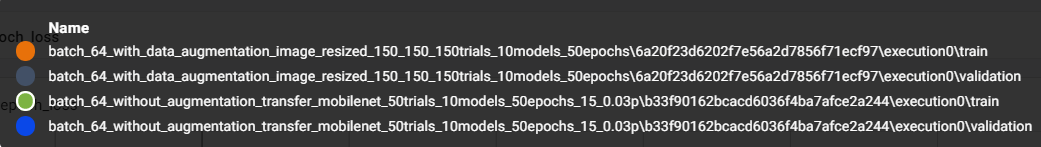 Name
och_loss
batch_64_with_data_augmentation_image_resized_150_150_150trials_10models_50epochs\6a20f23d6202f7e56a2d7856f71ecf97\execution0\train
batch_64_with_data_augmentation_image_resized_150_150_150trials_10models_50epochs\6a20f23d6202f7e56a2d7856f71ecf97\execution0\validation
batch_64_without_augmentation_transfer_mobilenet_50trials_10models_50epochs_15_0.03p\b33f90162bcacd6036f4ba7afce2a244\execution0\train
batch_64_without_augmentation_transfer_mobilenet_50trials_10models_50epochs_15_0.03p\b33f90162bcacd6036f4ba7afce2a244\execution0\validation